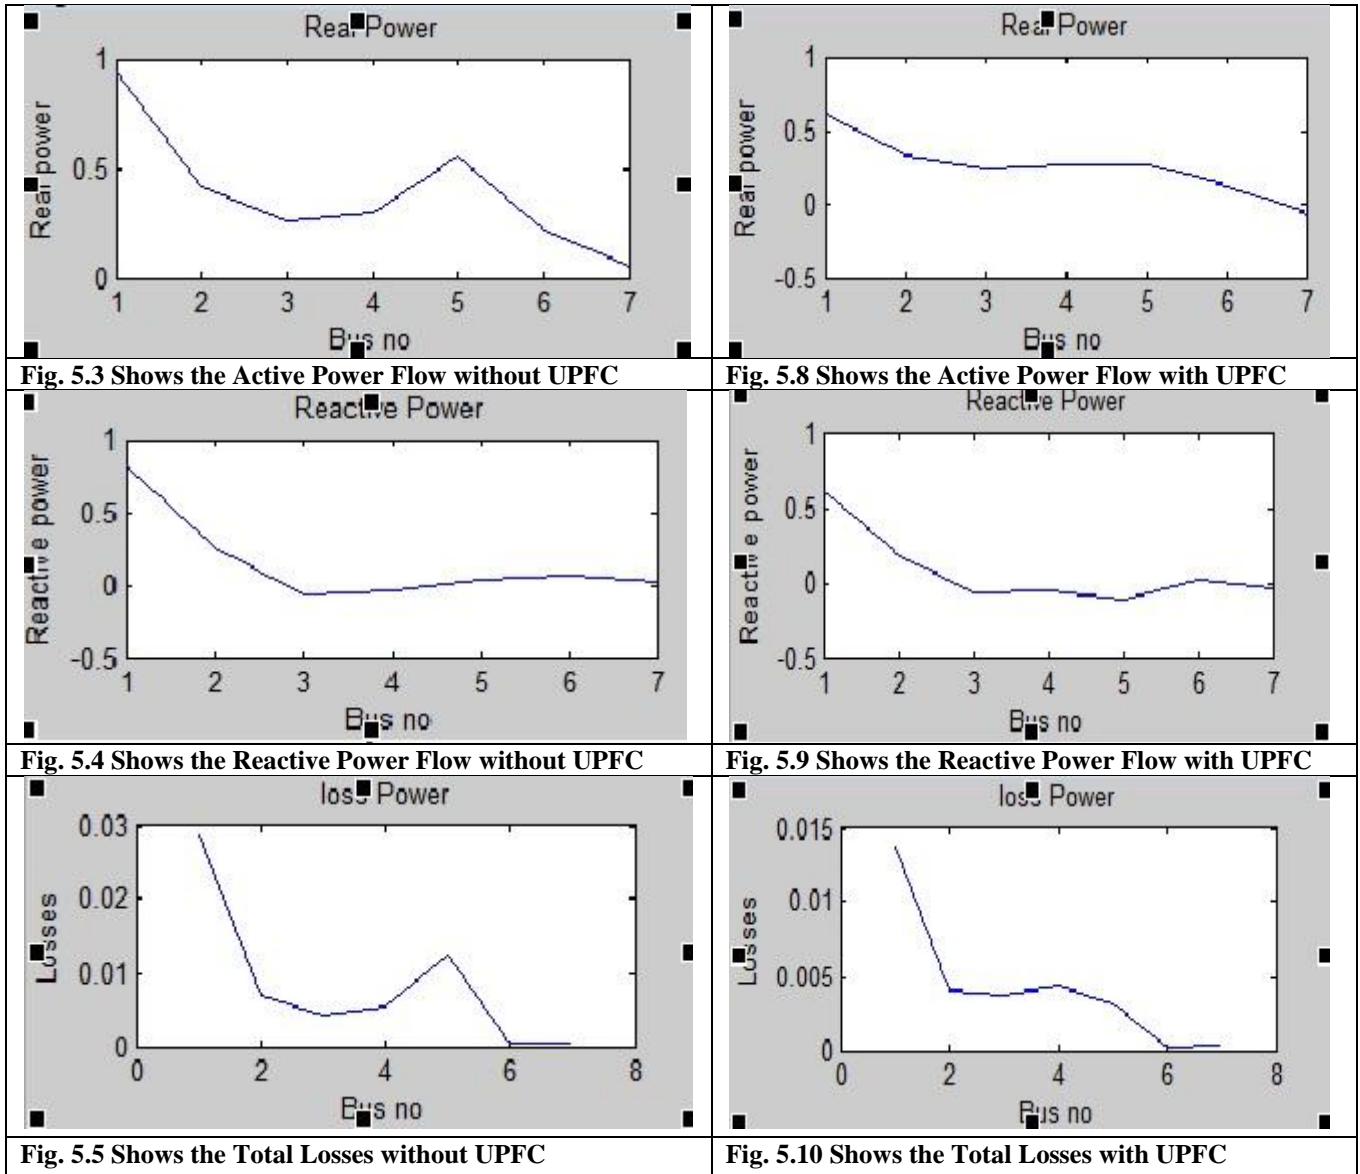 Real Power
1
0.5
0
Real power
1 2 3 4 5 6 7
Bus no
Fig. 5.3 Shows the Active Power Flow without UPFC
Real Power
1
0.5
0
-0.5
Real power
1 2 3 4 5 6 7
Bus no
Fig. 5.8 Shows the Active Power Flow with UPFC
Reactive Power
1
0.5
0
-0.5
Reactive power
1 2 3 4 5 6 7
Bus no
Fig. 5.4 Shows the Reactive Power Flow without UPFC
Reactive Power
1
0.5
0
-0.5
Reactive power
1 2 3 4 5 6 7
Bus no
Fig. 5.9 Shows the Reactive Power Flow with UPFC
loss Power
0.03
0.02
0.01
0
Losses
0 2 4 6 8
Bus no
Fig. 5.5 Shows the Total Losses without UPFC
loss Power
0.015
0.01
0.005
0
Losses
0 2 4 6 8
Bus no
Fig. 5.10 Shows the Total Losses with UPFC